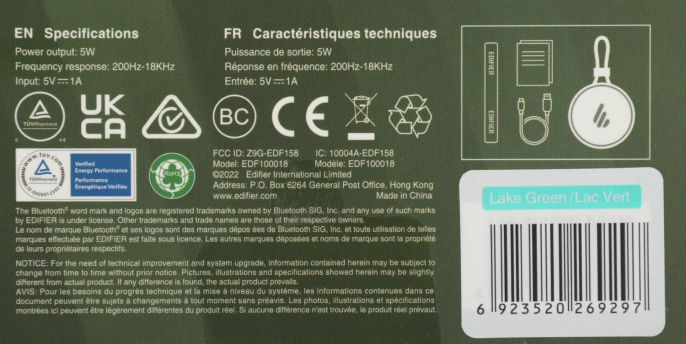 EN Specifications
Power output: 5W
Frequency response: 200Hz-18KHz
Input: 5V⎓1A
FR Caractéristiques techniques
Puissance de sortie: 5W
Réponse en fréquence: 200Hz-18KHz
Entrée: 5V⎓1A
TÜVRheinland
C US
UK
CA
BC
CE
www.tuv.com
TÜVRheinland
Verified
Energy Performance
Performance
Énergétique Vérifiée
RoHS
FCC ID: Z9G-EDF158 IC: 10004A-EDF158
Model: EDF100018 Modèle: EDF100018
©2022 Edifier International Limited
Address: P.O. Box 6264 General Post Office, Hong Kong
www.edifier.com Made in China
The Bluetooth® word mark and logos are registered trademarks owned by Bluetooth SIG, Inc. and any use of such marks
by EDIFIER is under license. Other trademarks and trade names are those of their respective owners.
Le nom de marque Bluetooth® et ses logos sont des marques dépos ées de Bluetooth SIG, Inc. et toute utilisation de telles
marques effectuée par EDIFIER est faite sous licence. Les autres marques déposées et noms de marque sont la propriété
de leurs propriétaires respectifs.
NOTICE: For the need of technical improvement and system upgrade, information contained herein may be subject to
change from time to time without prior notice. Pictures, illustrations and specifications showed herein may be slightly
different from actual product. If any difference is found, the actual product prevails.
AVIS: Pour les besoins du progrès technique et la mise à niveau du système, les informations contenues dans ce
document peuvent être sujets à changements à tout moment sans préavis. Les photos, illustrations et spécifications
montrées ici peuvent être légèrement différentes du produit réel. Si aucune différence n'est trouvée, le produit réel prévaut.
EDIFIER
EDIFIER
Lake Green/Lac Vert
6 923520 269297